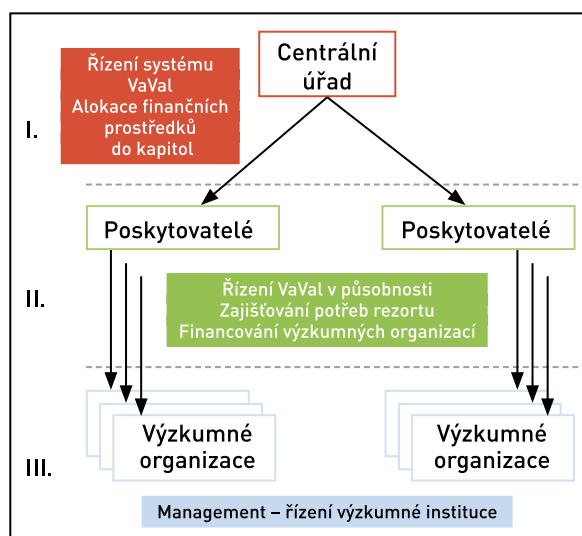 Řízení systému
VaVaI
Alokace finančních
prostředků
do kapitol
Centrální
úřad
I.
Poskytovatelé
Poskytovatelé
II.
Řízení VaVaI v působnosti
Zajišťování potřeb rezortu
Financování výzkumných organizací
Výzkumné
organizace
Výzkumné
organizace
III.
Management – řízení výzkumné instituce